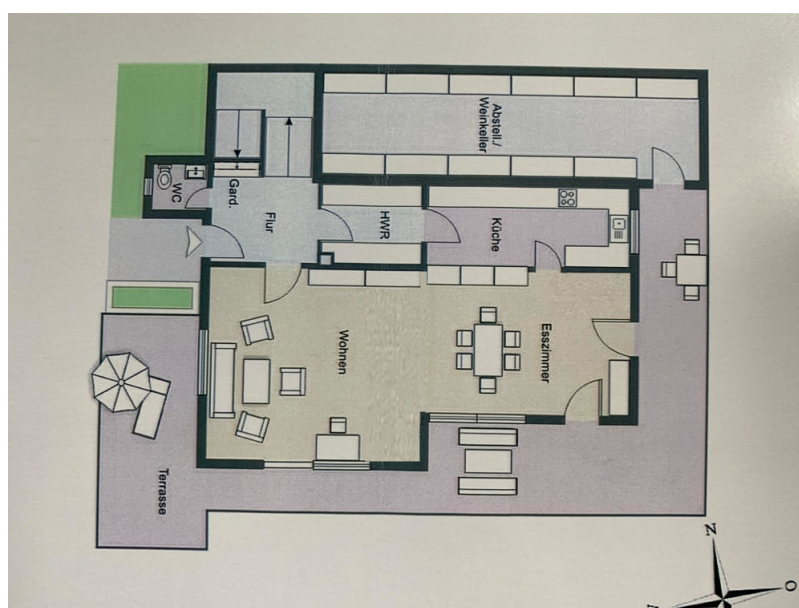 Abstell./
Weinkeller
WC
Gard.
Flur
HWR
Küche
Wohnen
Esszimmer
Terrasse
N
O